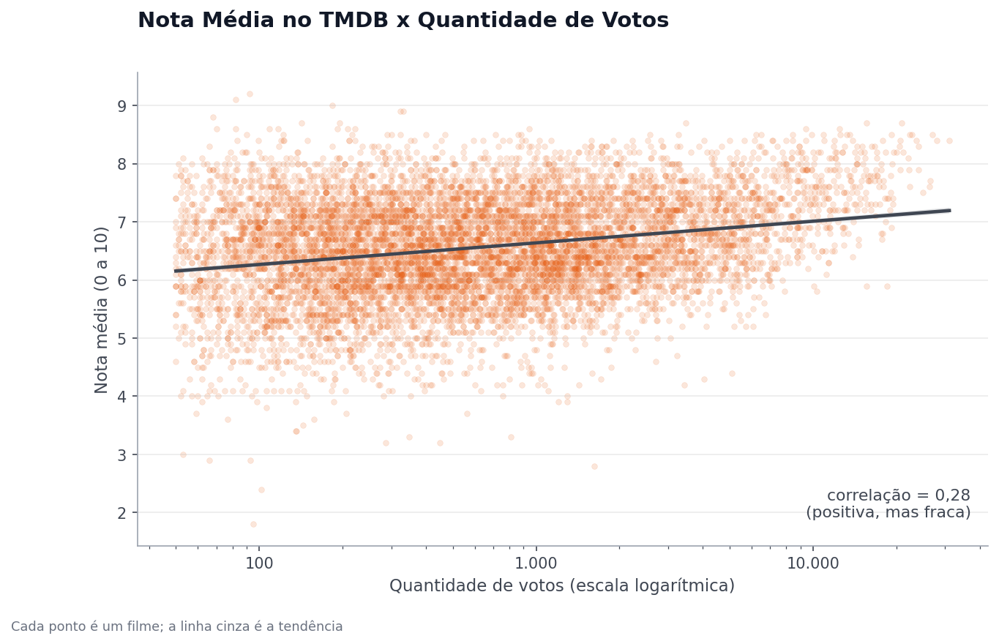 Nota Média no TMDB x Quantidade de Votos
Nota média (0 a 10)
9
8
7
6
5
4
3
2
correlação = 0,28
(positiva, mas fraca)
100
1.000
10.000
Quantidade de votos (escala logarítmica)
Cada ponto é um filme; a linha cinza é a tendência